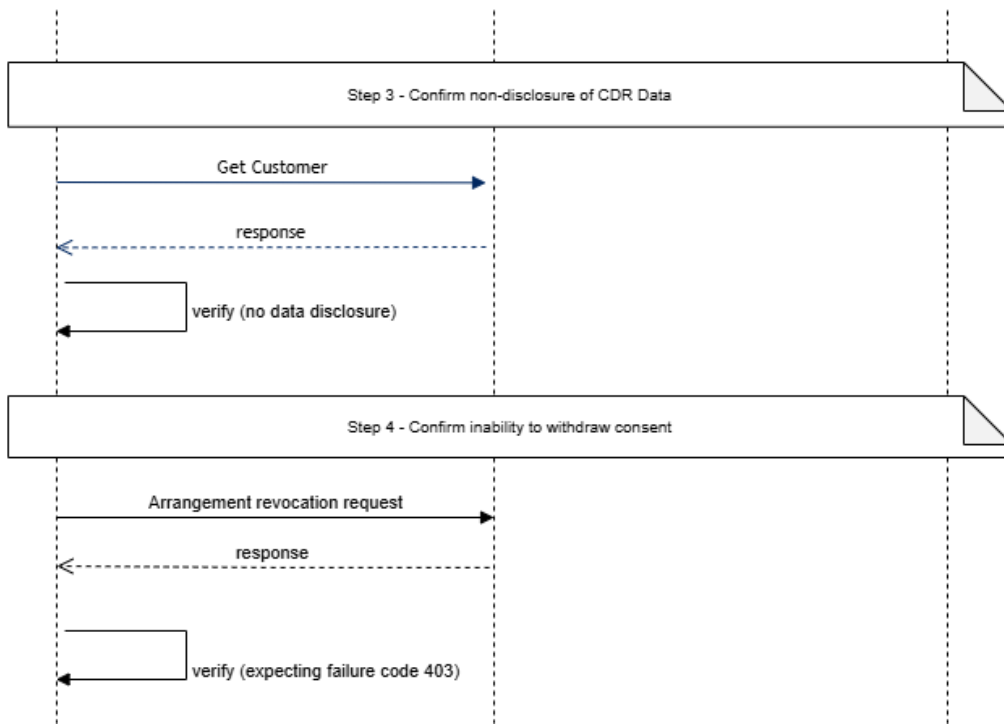 Step 3 - Confirm non-disclosure of CDR Data
Get Customer
response
verify (no data disclosure)
Step 4 - Confirm inability to withdraw consent
Arrangement revocation request
response
verify (expecting failure code 403)